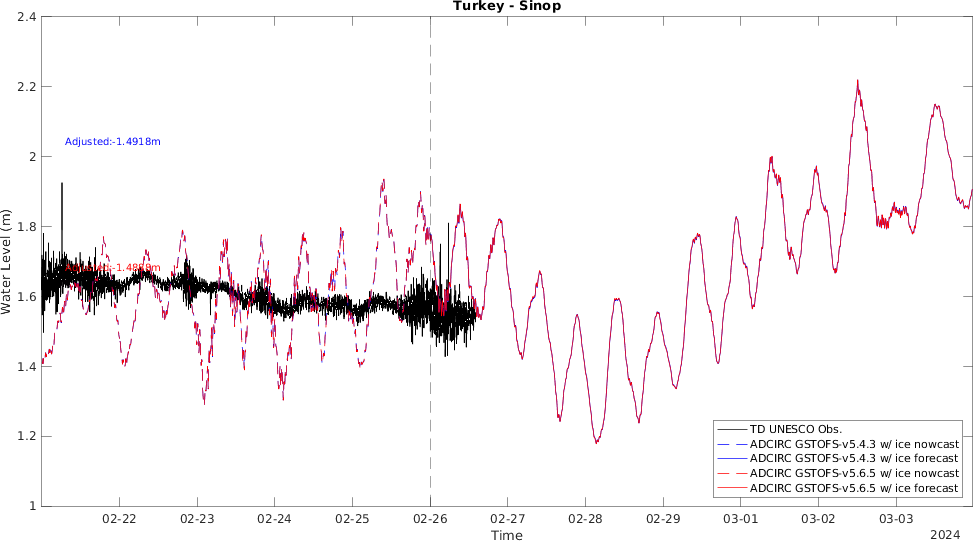 Turkey - Sinop
2.4
2.2
2
1.8
1.6
1.4
1.2
1
Water Level (m)
Adjusted:-1.4918m
02-22
02-23
02-24
02-25
02-26
02-27
02-28
02-29
03-01
03-02
03-03
Time
2024
TD UNESCO Obs.
ADCIRC GSTOFS-v5.4.3 w/ ice nowcast
ADCIRC GSTOFS-v5.4.3 w/ ice forecast
ADCIRC GSTOFS-v5.6.5 w/ ice nowcast
ADCIRC GSTOFS-v5.6.5 w/ ice forecast